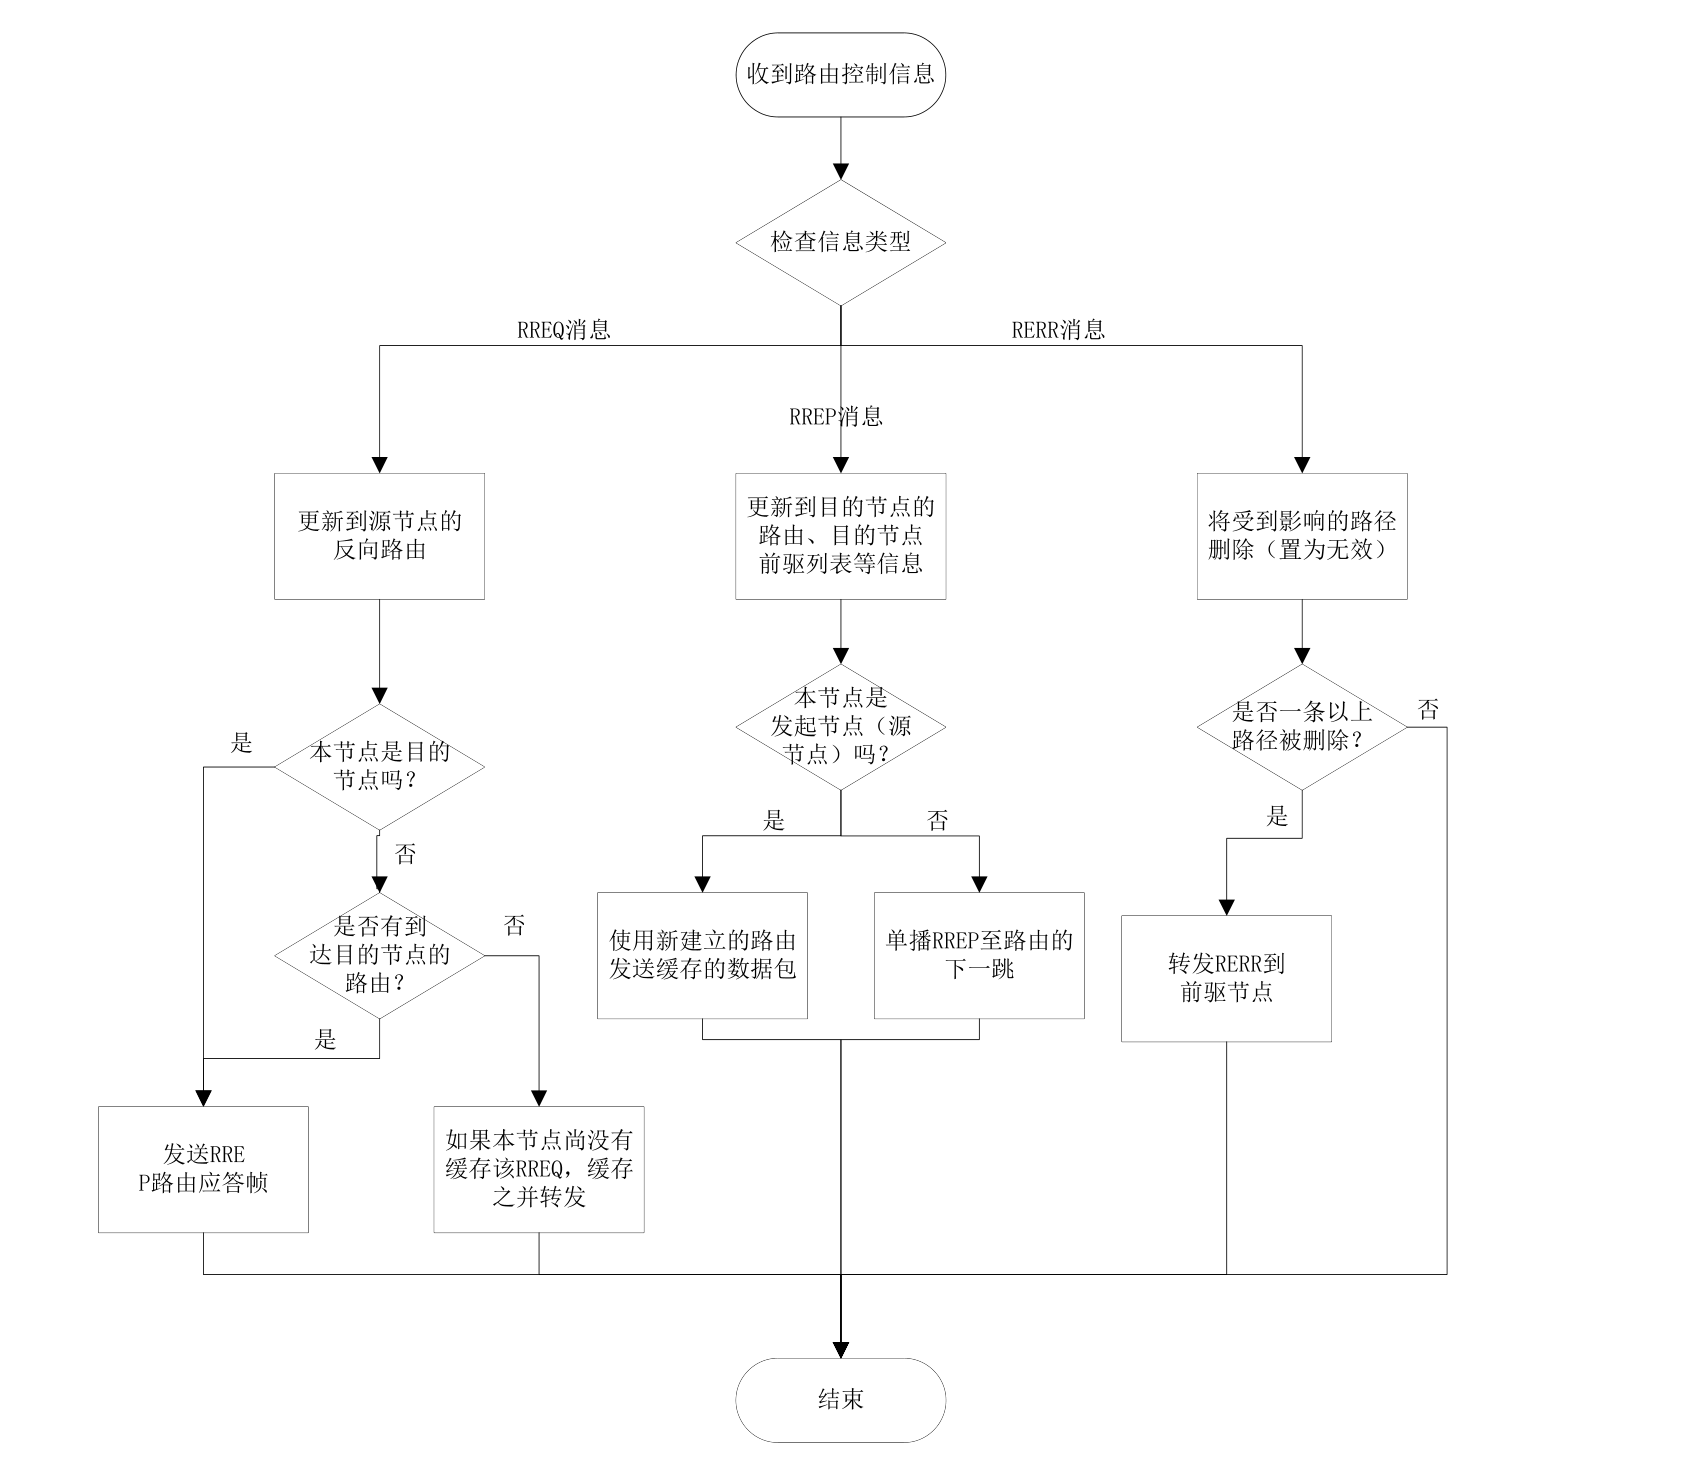 收到路由控制信息
检查信息类型
RREQ消息
RERR消息
RREP消息
更新到源节点的
反向路由
更新到目的节点的
路由、目的节点
前驱列表等信息
将受到影响的路径
删除（置为无效）
本节点是目的
节点吗？
是
否
本节点是
发起节点（源
节点）吗？
是
否
是否一条以上
路径被删除？
否
是
是否有到
达目的节点的
路由？
否
是
使用新建立的路由
发送缓存的数据包
单播RREP至路由的
下一跳
转发RERR到
前驱节点
发送RRE
P路由应答帧
如果本节点尚没有
缓存该RREQ，缓存
之并转发
结束